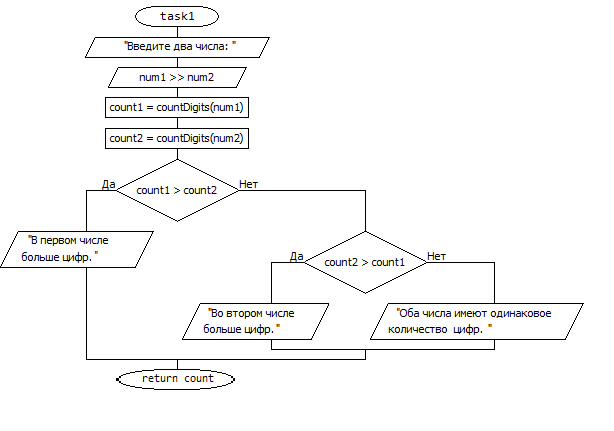 task1
"Введите два числа: "
num1 >> num2
count1 = countDigits(num1)
count2 = countDigits(num2)
count1 > count2
Да
Нет
"В первом числе
больше цифр. "
count2 > count1
Да
Нет
"Во втором числе
больше цифр. "
"Оба числа имеют одинаковое
количество  цифр. "
return count